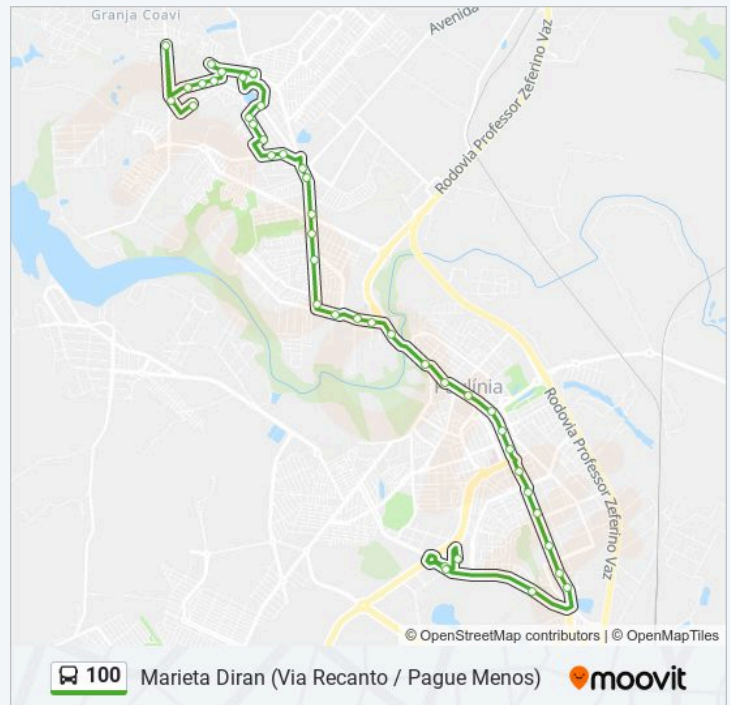 Granja Coavi
Avenida
Rodovia Professor Zeferino Vaz
Paulínia
Rodovia Professor Zeferino Vaz
© OpenStreetMap contributors | © OpenMapTiles
100 Marieta Diran (Via Recanto / Pague Menos)
moovit